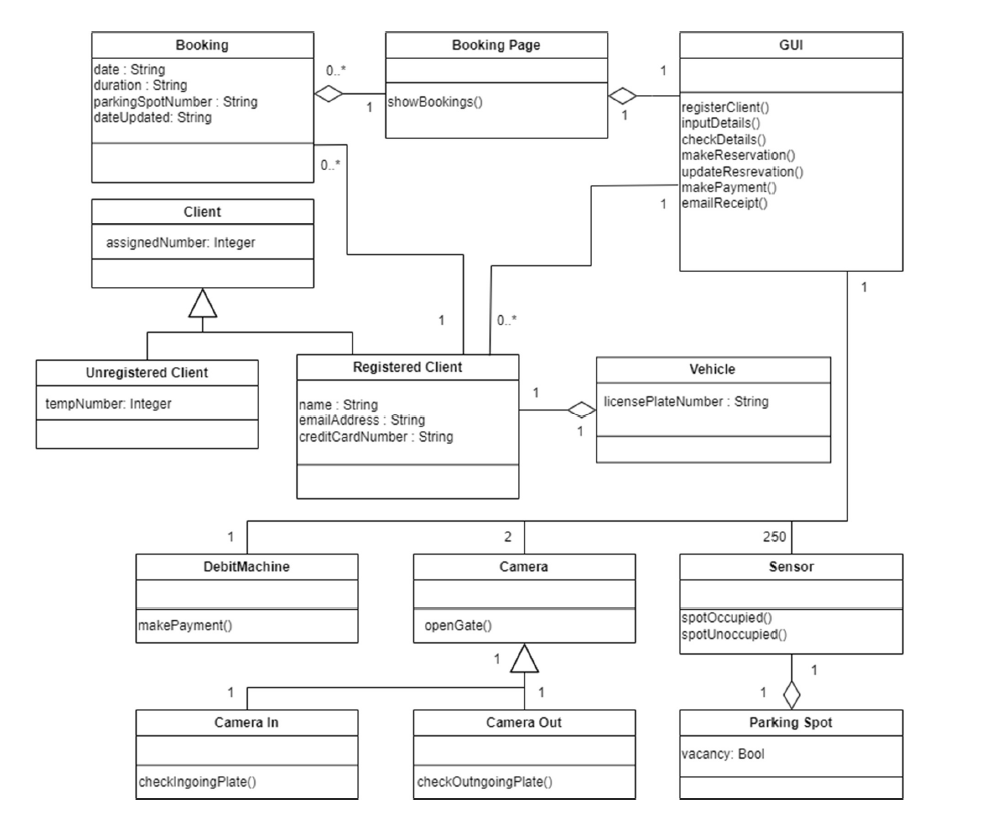 Booking
date : String
duration : String
parkingSpotNumber : String
dateUpdated: String
0..*
1
Booking Page
showBookings()
1
1
GUI
registerClient()
inputDetails()
checkDetails()
makeReservation()
updateResrevation()
makePayment()
emailReceipt()
0..*
1
1
Client
assignedNumber: Integer
1
0..*
Unregistered Client
tempNumber: Integer
Registered Client
name : String
emailAddress : String
creditCardNumber : String
1
1
Vehicle
licensePlateNumber : String
1
2
250
DebitMachine
makePayment()
Camera
openGate()
Sensor
spotOccupied()
spotUnoccupied()
1
1
1
1
1
Camera In
checkIngoingPlate()
Camera Out
checkOutngoingPlate()
Parking Spot
vacancy: Bool